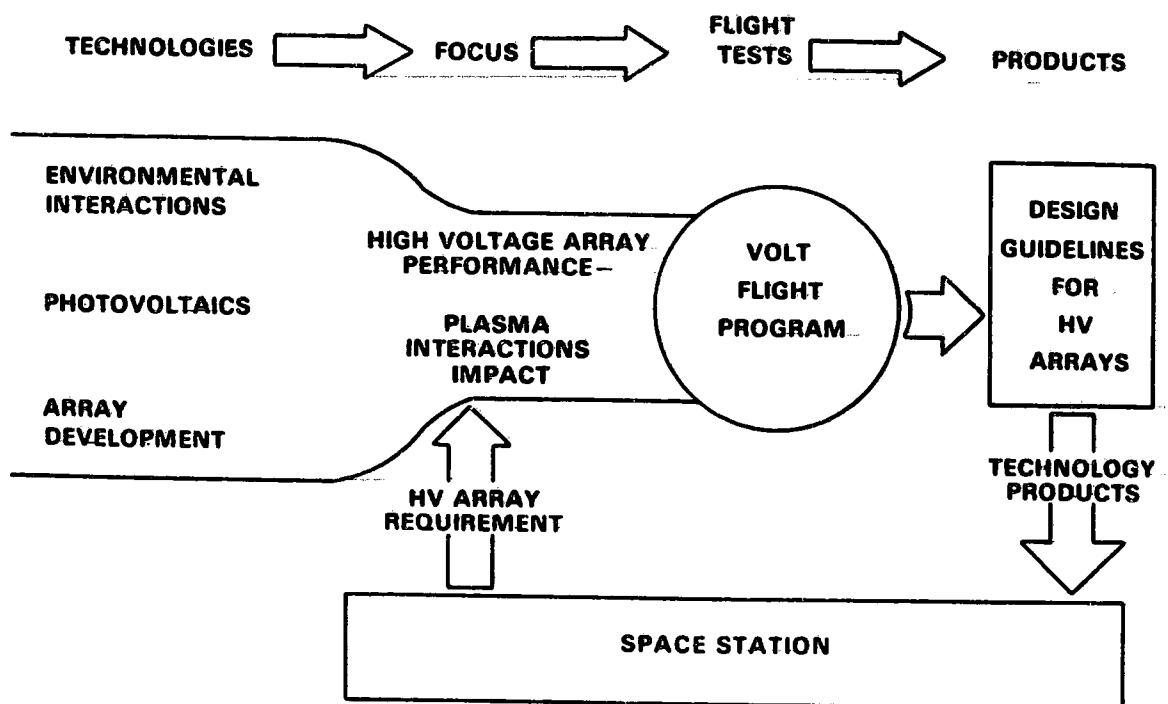 TECHNOLOGIES
FOCUS
FLIGHT
TESTS
PRODUCTS
ENVIRONMENTAL
INTERACTIONS
PHOTOVOLTAICS
ARRAY
DEVELOPMENT
HIGH VOLTAGE ARRAY
PERFORMANCE—
PLASMA
INTERACTIONS
IMPACT
HV ARRAY
REQUIREMENT
VOLT
FLIGHT
PROGRAM
DESIGN
GUIDELINES
FOR
HV
ARRAYS
TECHNOLOGY
PRODUCTS
SPACE STATION